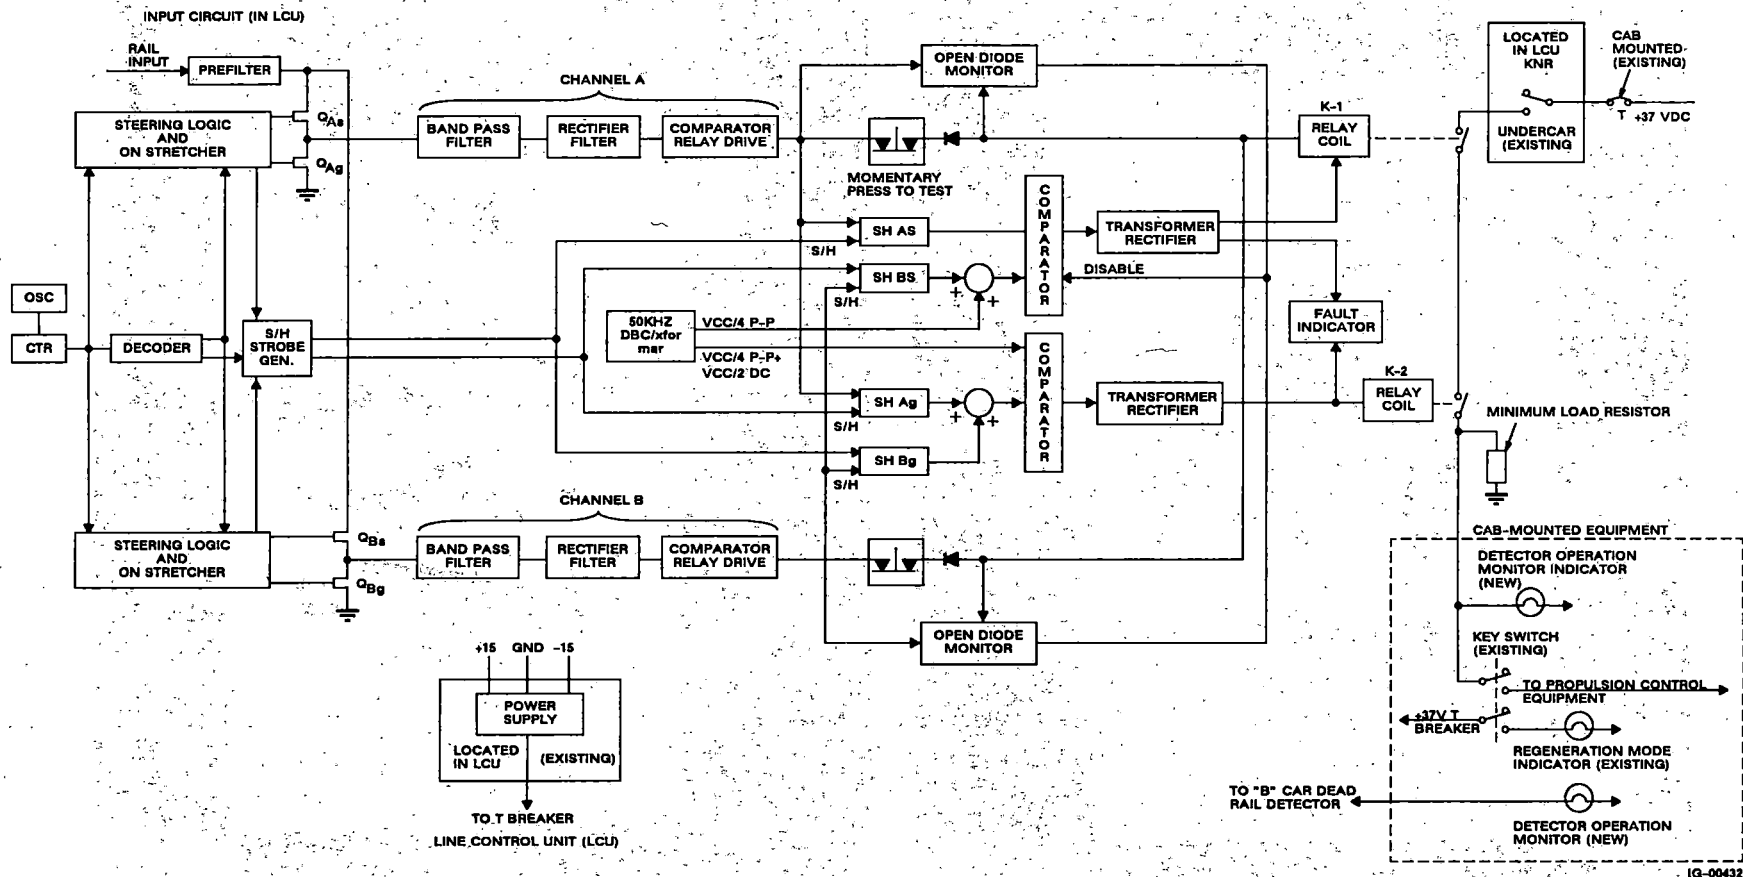 INPUT CIRCUIT (IN LCU)
RAIL
INPUT
PREFILTER
STEERING LOGIC
AND
ON STRETCHER
QAs
QAg
CHANNEL A
BAND PASS
FILTER
RECTIFIER
FILTER
COMPARATOR
RELAY DRIVE
OPEN DIODE
MONITOR
MOMENTARY
PRESS TO TEST
K-1
RELAY
COIL
LOCATED
IN LCU
KNR
UNDERCAR
(EXISTING
CAB
MOUNTED
(EXISTING)
T +37 VDC
OSC
CTR
DECODER
S/H
STROBE
GEN.
SH AS
S/H
SH BS
S/H
50KHZ
DBC/xfor
mer
VCC/4 P-P
VCC/4 P-P+
VCC/2 DC
+
+
COMPARATOR
TRANSFORMER
RECTIFIER
DISABLE
FAULT
INDICATOR
SH Ag
S/H
SH Bg
S/H
+
+
COMPARATOR
TRANSFORMER
RECTIFIER
K-2
RELAY
COIL
MINIMUM LOAD RESISTOR
STEERING LOGIC
AND
ON STRETCHER
QBs
QBg
CHANNEL B
BAND PASS
FILTER
RECTIFIER
FILTER
COMPARATOR
RELAY DRIVE
OPEN DIODE
MONITOR
+15 GND -15
POWER
SUPPLY
LOCATED
IN LCU
(EXISTING)
TO T BREAKER
LINE CONTROL UNIT (LCU)
CAB-MOUNTED EQUIPMENT
DETECTOR OPERATION
MONITOR INDICATOR
(NEW)
KEY SWITCH
(EXISTING)
TO PROPULSION CONTROL
EQUIPMENT
+37V T
BREAKER
REGENERATION MODE
INDICATOR (EXISTING)
TO "B" CAR DEAD
RAIL DETECTOR
DETECTOR OPERATION
MONITOR (NEW)
IG-00432